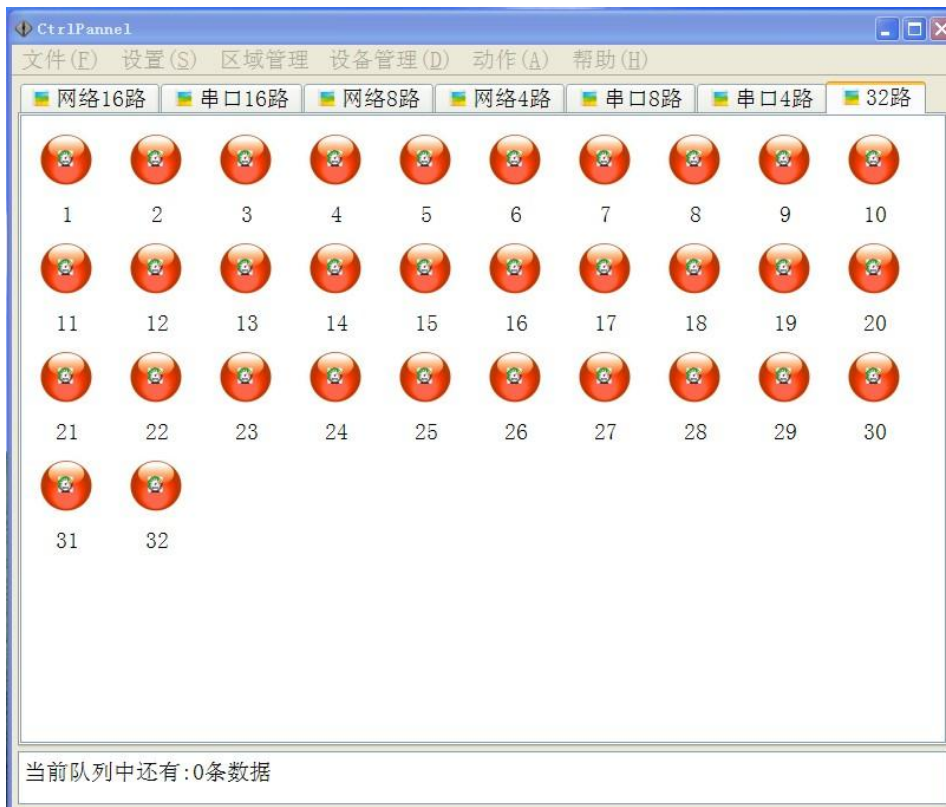 CtrlPannel
文件(F) 设置(S) 区域管理 设备管理(D) 动作(A) 帮助(H)
网络16路 串口16路 网络8路 网络4路 串口8路 串口4路 32路
1 2 3 4 5 6 7 8 9 10
11 12 13 14 15 16 17 18 19 20
21 22 23 24 25 26 27 28 29 30
31 32
当前队列中还有:0条数据